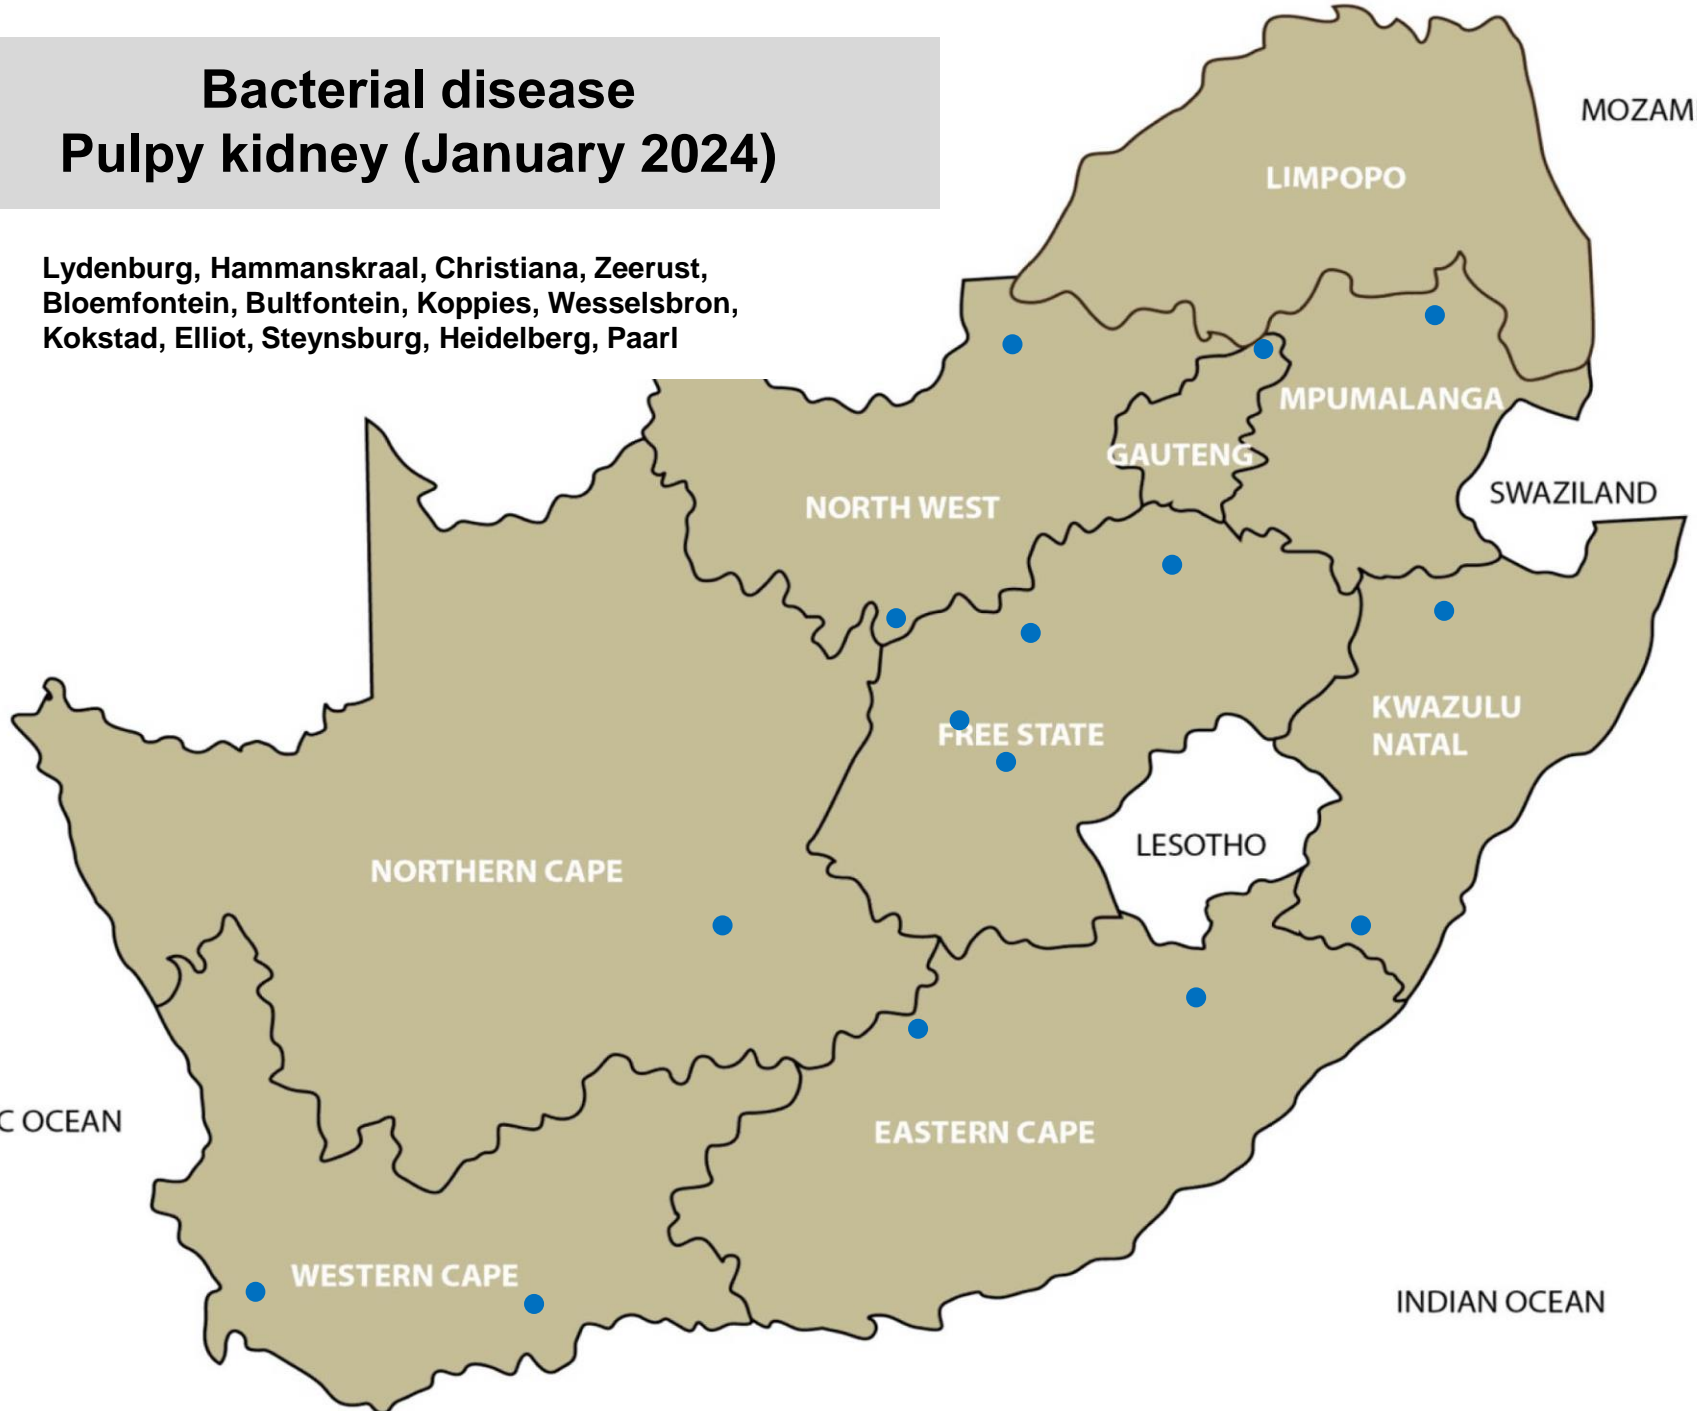 Bacterial disease
Pulpy kidney (January 2024)
Lydenburg, Hammanskraal, Christiana, Zeerust,
Bloemfontein, Bultfontein, Koppies, Wesselsbron,
Kokstad, Elliot, Steynsburg, Heidelberg, Paarl
MOZAM
LIMPOPO
MPUMALANGA
GAUTENG
NORTH WEST
SWAZILAND
KWAZULU
NATAL
FREE STATE
LESOTHO
NORTHERN CAPE
C OCEAN
EASTERN CAPE
WESTERN CAPE
INDIAN OCEAN